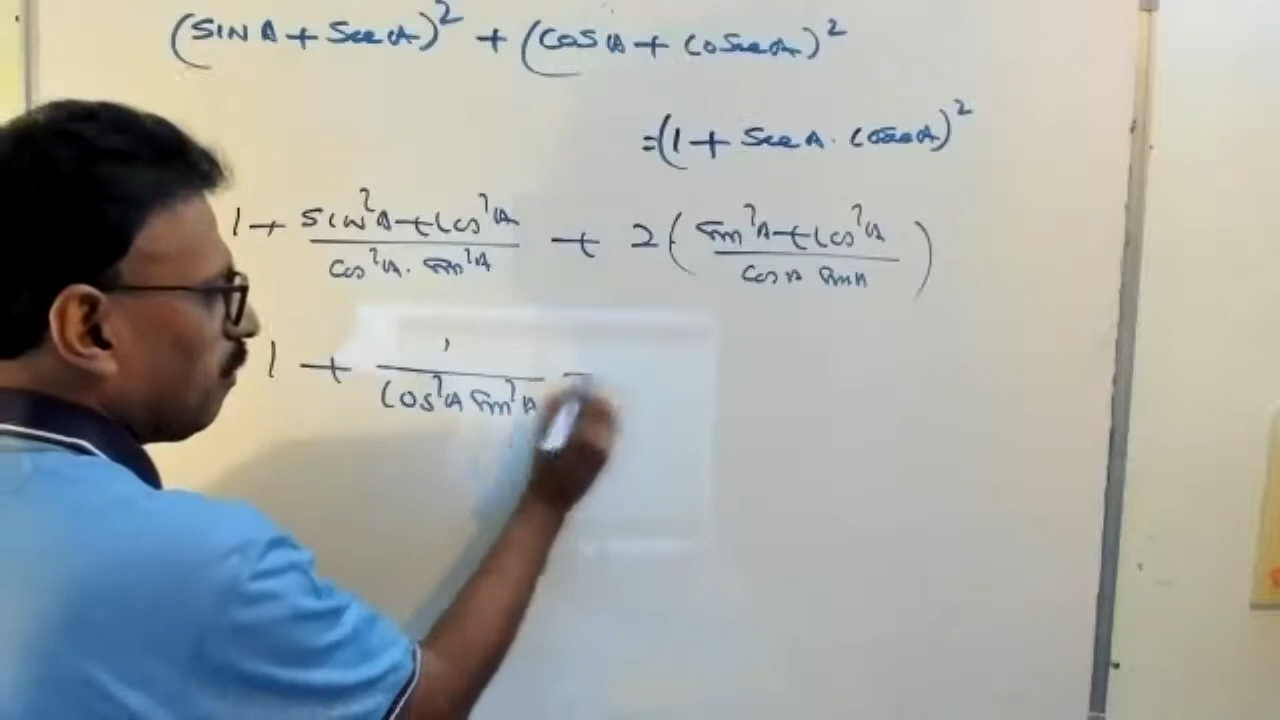 (SIN A + Sec A)² + (Cos A + Cosec A)²
= (1 + Sec A . Cosec A)²
1 + Sin²A + Cos²A / Cos²A . Sin²A + 2 ( Sin²A + Cos²A / Cos A Sin A )
1 + 1 / Cos²A Sin²A